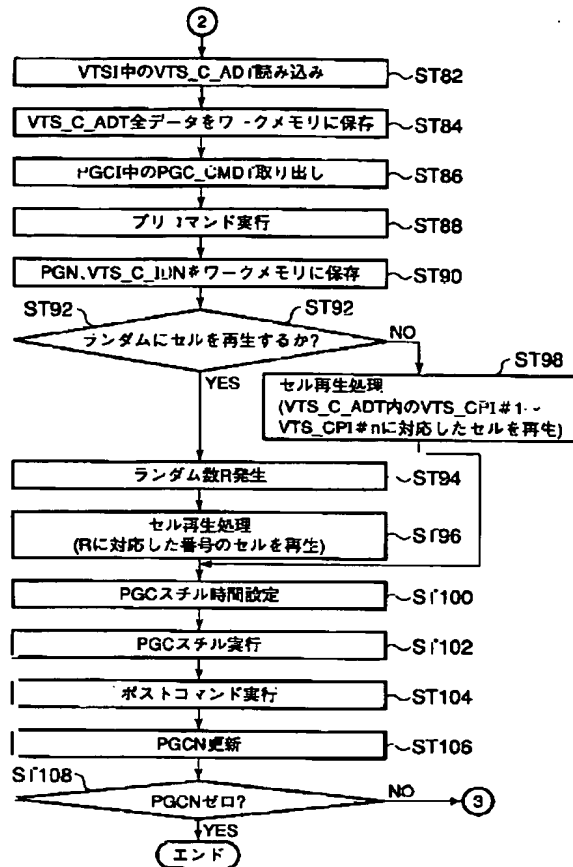 2
VTSI中のVTS_C_ADT読み込み
ST82
VTS_C_ADT全データをワークメモリに保存
ST84
PGCI中のPGC_CMDT取り出し
ST86
プリコマンド実行
ST88
PGN、VTS_C_IDN#ワークメモリに保存
ST90
ST92
ST92
ランダムにセルを再生するか?
NO
YES
ST98
セル再生処理
(VTS_C_ADT内のVTS_CPI#1~
VTS_CPI#nに対応したセルを再生)
ランダム数R発生
ST94
セル再生処理
(Rに対応した番号のセルを再生)
ST96
PGCスチル時間設定
ST100
PGCスチル実行
ST102
ポストコマンド実行
ST104
PGCN更新
ST106
ST108
PGCNゼロ?
NO
3
YES
エンド